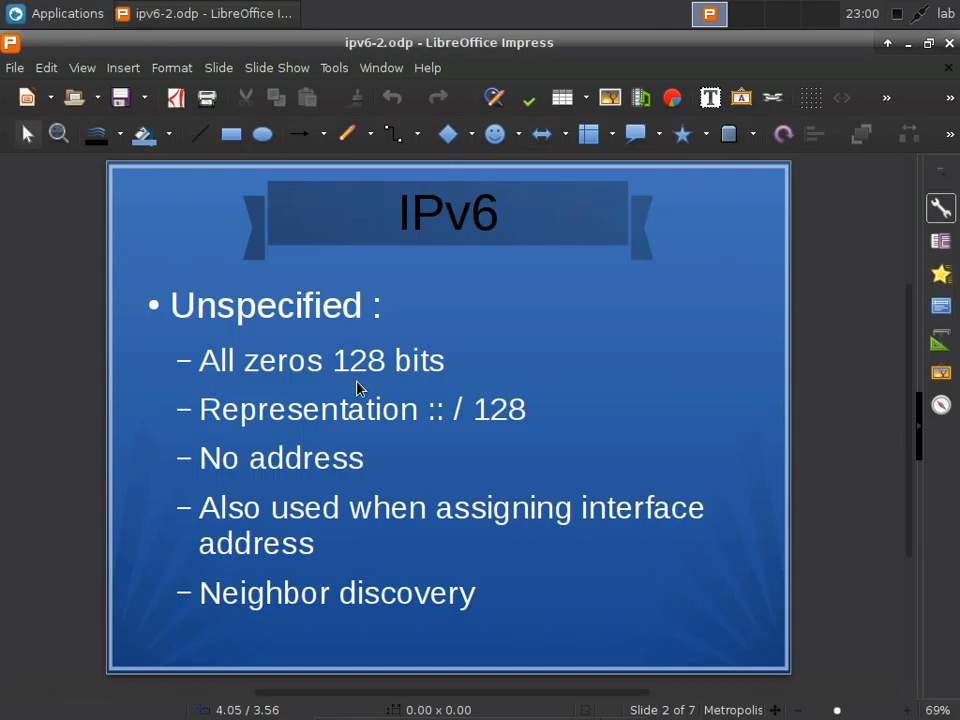 Applications
ipv6-2.odp - LibreOffice I...
23:00
lab
ipv6-2.odp - LibreOffice Impress
File Edit View Insert Format Slide Slide Show Tools Window Help
IPv6
• Unspecified :
– All zeros 128 bits
– Representation :: / 128
– No address
– Also used when assigning interface
address
– Neighbor discovery
4.05 / 3.56
0.00 x 0.00
Slide 2 of 7
Metropolis
69%